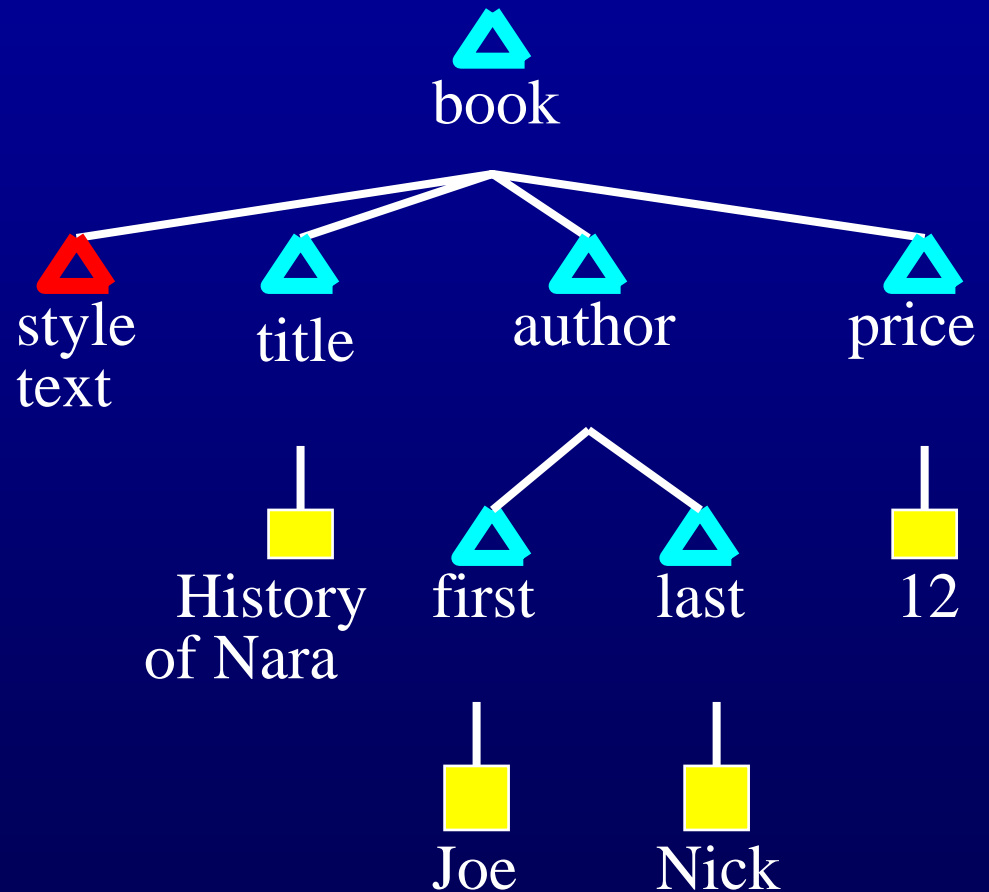 book
style
text
title
author
price
History
of Nara
first
last
12
Joe
Nick